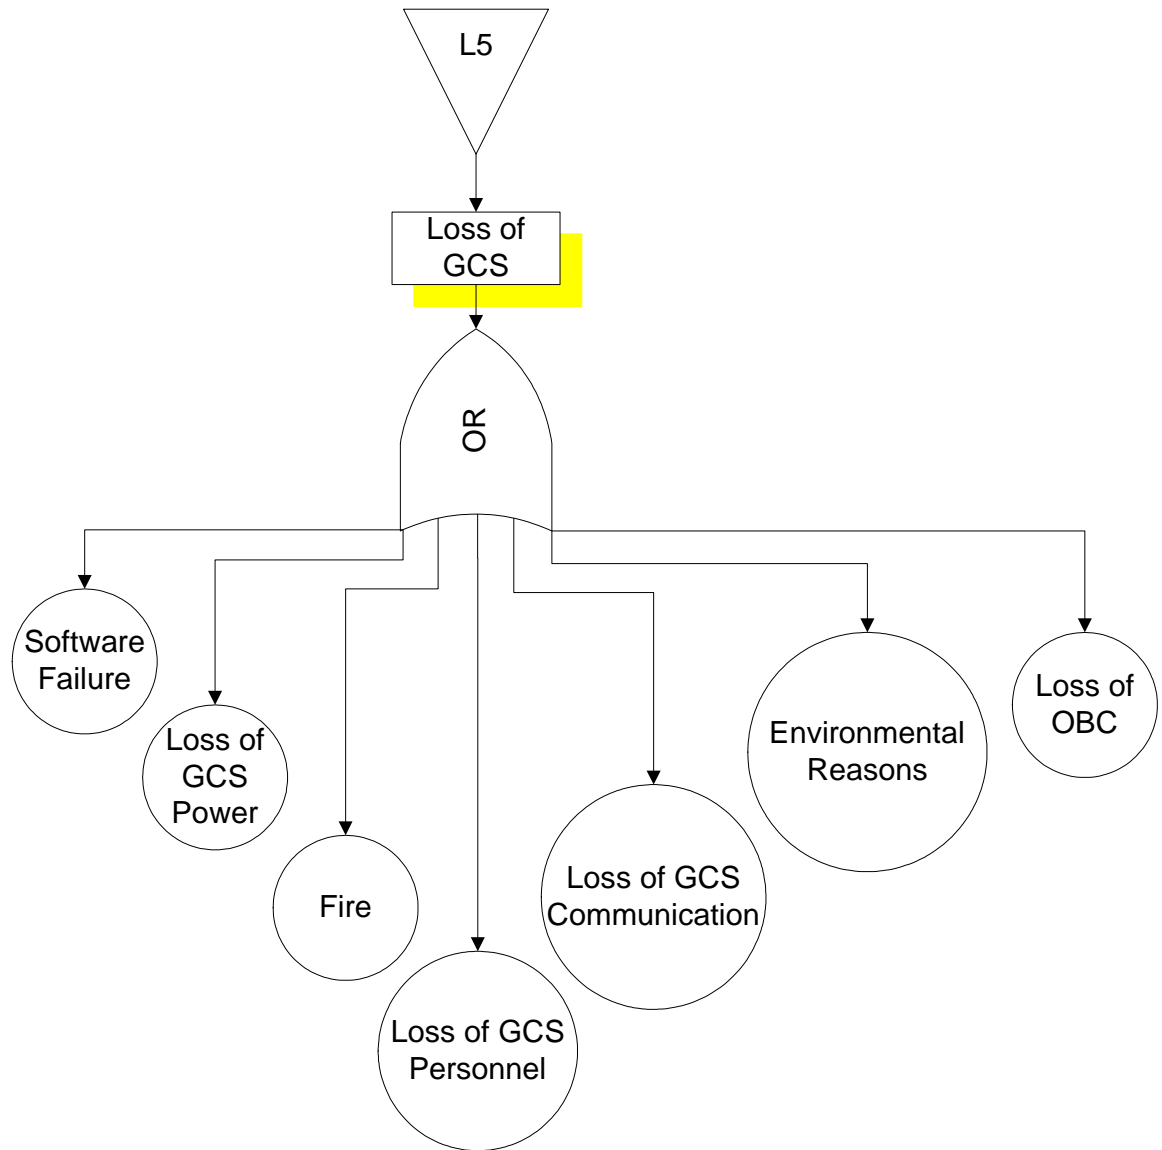 L5
Loss of
GCS
OR
Software
Failure
Loss of
GCS
Power
Fire
Loss of GCS
Personnel
Loss of GCS
Communication
Environmental
Reasons
Loss of
OBC